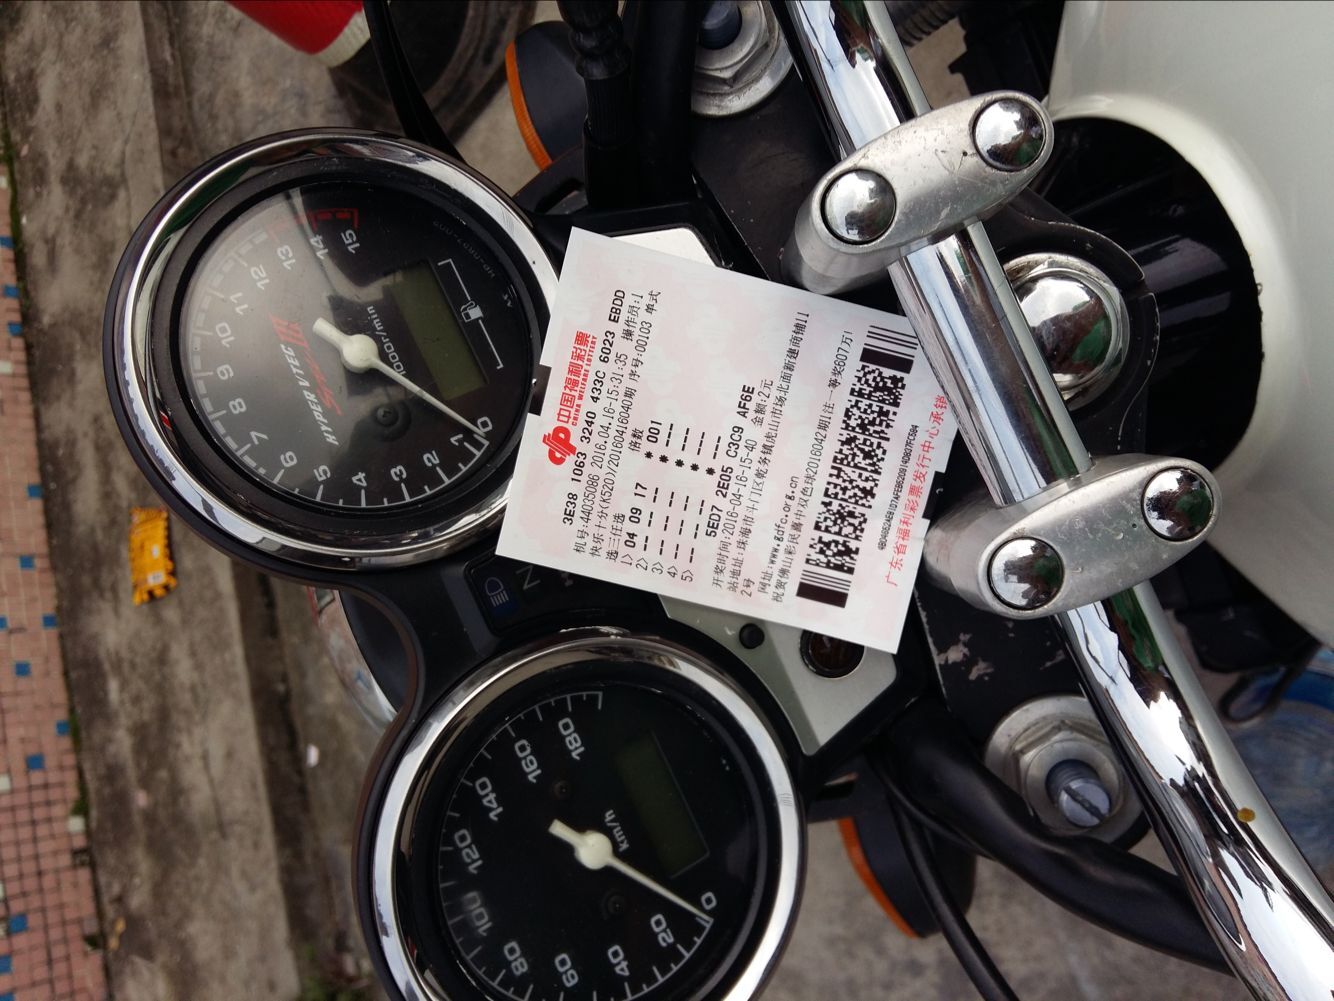 中国福利彩票
CHINA WELFARE LOTTERY
3E38 1063 3240 433C 6023 EBDD
机号:44035086 2016.04.16-15:31:35 操作员:1
快乐十分(K520)/20160416040期 序号:00103 单式
选三任选 倍数
1> 04 09 17 * 001
2> -- -- -- * ---
3> -- -- -- * ---
4> -- -- -- * ---
5> -- -- -- * ---
5ED7 2E05 C3C9 AF6E
开奖时间:2016-04-16-15-40 金额:2元
站地址:珠海市斗门区乾务镇虎山市场北面新建商铺11
2号
网址:www.gdfc.org.cn
祝贺佛山彩民喜中双色球2016042期1注一等奖607万!
广东省福利彩票发行中心承销
HYPER VTEC III
1000r/min
0
1
2
3
4
5
6
7
8
9
10
11
12
13
14
15
N
km/h
0
20
40
60
80
100
120
140
160
180